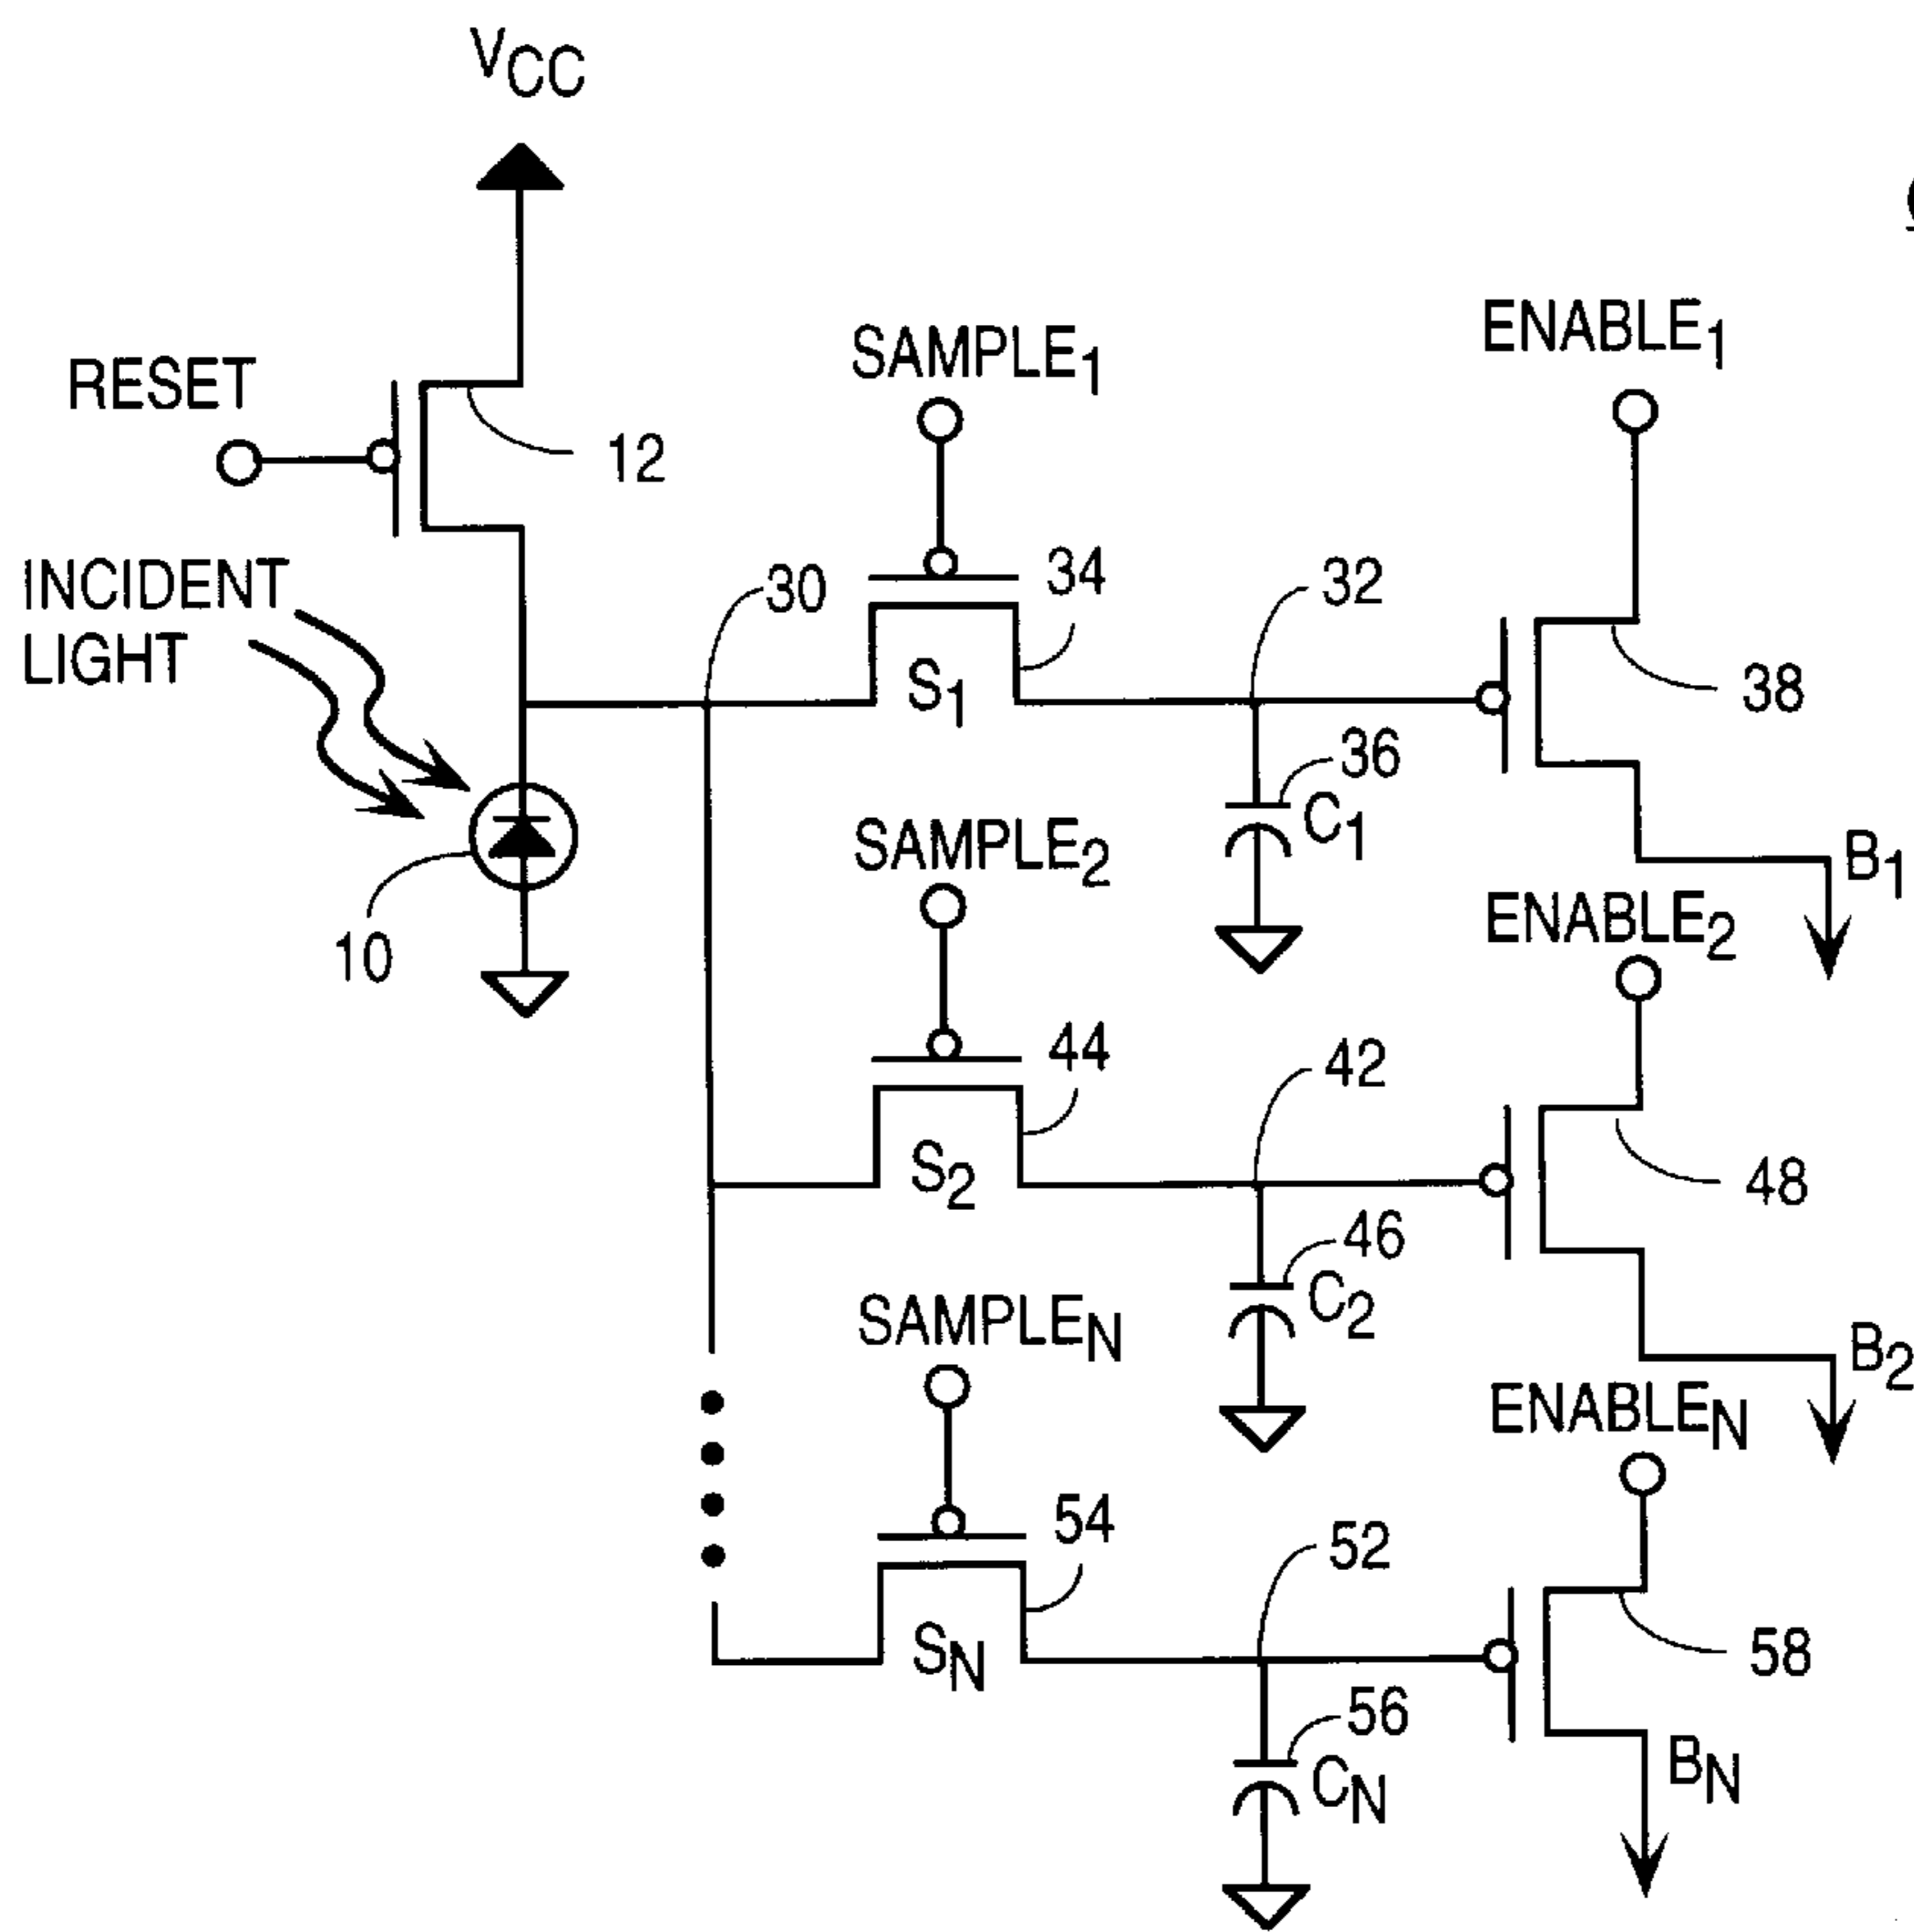 VCC
RESET
12
INCIDENT
LIGHT
10
30
SAMPLE1
34
S1
32
36
C1
ENABLE1
38
B1
SAMPLE2
44
S2
42
46
C2
ENABLE2
48
B2
SAMPLEN
54
SN
52
56
CN
ENABLEN
58
BN